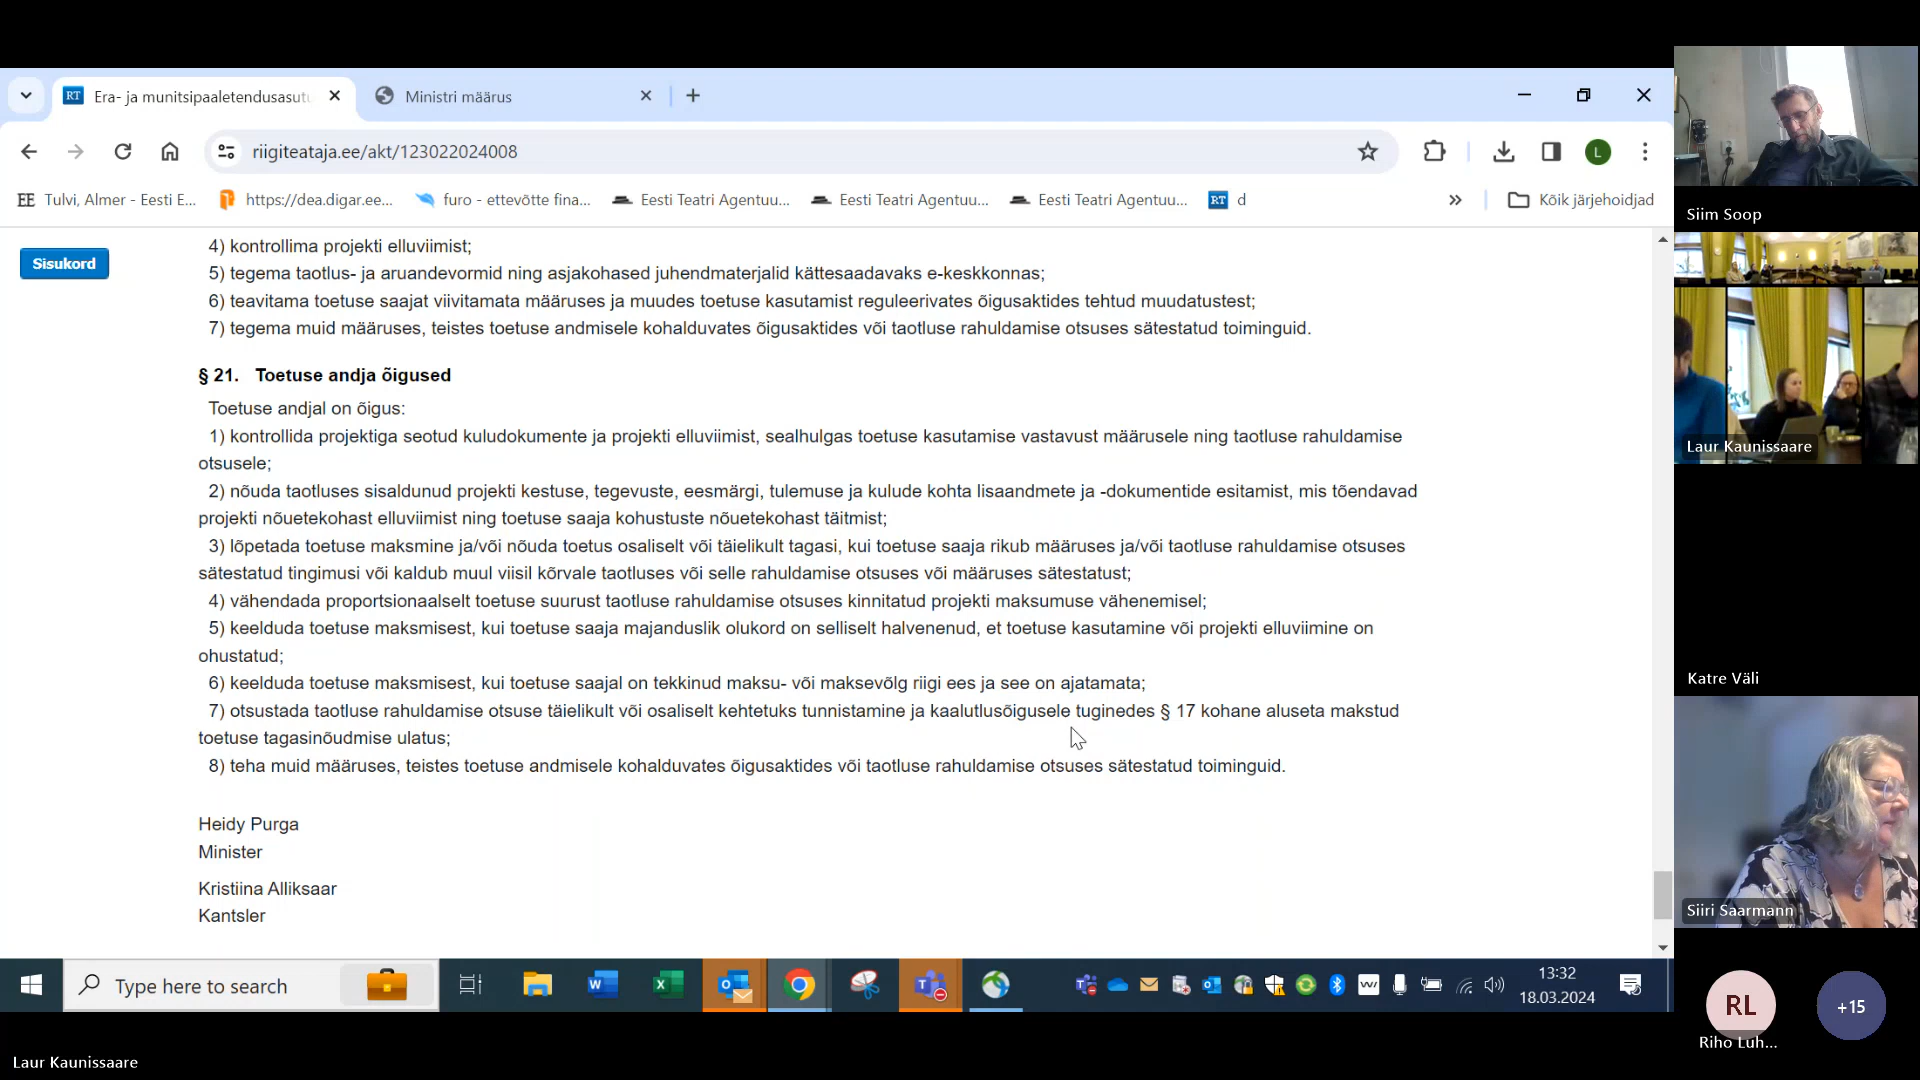 Era- ja munitsipaaletendusasutu
Ministri määrus
riigiteataja.ee/akt/123022024008
L
EE Tulvi, Almer - Eesti E...
https://dea.digar.ee...
furo - ettevõtte fina...
Eesti Teatri Agentuu...
Eesti Teatri Agentuu...
Eesti Teatri Agentuu...
RT d
»
Kõik järjehoidjad
Sisukord
4) kontrollima projekti elluviimist;
5) tegema taotlus- ja aruandevormid ning asjakohased juhendmaterjalid kättesaadavaks e-keskkonnas;
6) teavitama toetuse saajat viivitamata määruses ja muudes toetuse kasutamist reguleerivates õigusaktides tehtud muudatustest;
7) tegema muid määruses, teistes toetuse andmisele kohalduvates õigusaktides või taotluse rahuldamise otsuses sätestatud toiminguid.
§ 21. Toetuse andja õigused
Toetuse andjal on õigus:
1) kontrollida projektiga seotud kuludokumente ja projekti elluviimist, sealhulgas toetuse kasutamise vastavust määrusele ning taotluse rahuldamise
otsusele;
2) nõuda taotluses sisaldunud projekti kestuse, tegevuste, eesmärgi, tulemuse ja kulude kohta lisaandmete ja -dokumentide esitamist, mis tõendavad
projekti nõuetekohast elluviimist ning toetuse saaja kohustuste nõuetekohast täitmist;
3) lõpetada toetuse maksmine ja/või nõuda toetus osaliselt või täielikult tagasi, kui toetuse saaja rikub määruses ja/või taotluse rahuldamise otsuses
sätestatud tingimusi või kaldub muul viisil kõrvale taotluses või selle rahuldamise otsuses või määruses sätestatust;
4) vähendada proportsionaalselt toetuse suurust taotluse rahuldamise otsuses kinnitatud projekti maksumuse vähenemisel;
5) keelduda toetuse maksmisest, kui toetuse saaja majanduslik olukord on selliselt halvenenud, et toetuse kasutamine või projekti elluviimine on
ohustatud;
6) keelduda toetuse maksmisest, kui toetuse saajal on tekkinud maksu- või maksevõlg riigi ees ja see on ajatamata;
7) otsustada taotluse rahuldamise otsuse täielikult või osaliselt kehtetuks tunnistamine ja kaalutlusõigusele tuginedes § 17 kohane aluseta makstud
toetuse tagasinõudmise ulatus;
8) teha muid määruses, teistes toetuse andmisele kohalduvates õigusaktides või taotluse rahuldamise otsuses sätestatud toiminguid.
Heidy Purga
Minister
Kristiina Alliksaar
Kantsler
Type here to search
13:32
18.03.2024
Laur Kaunissaare
Siim Soop
Laur Kaunissaare
Katre Väli
Siiri Saarmann
RL
Riho Luh...
+15